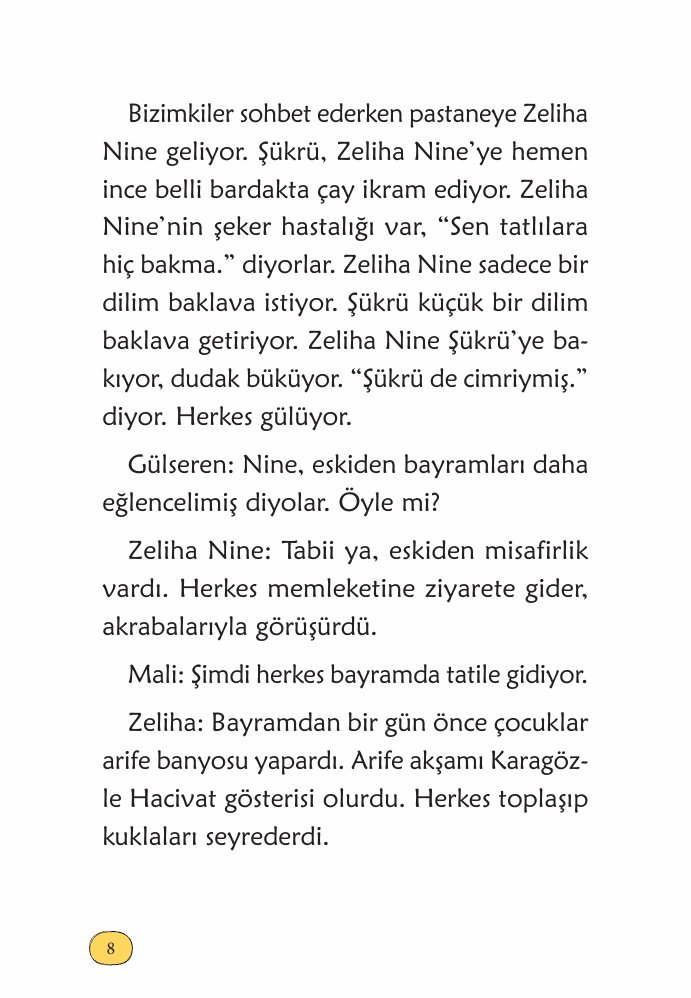 Bizimkiler sohbet ederken pastaneye Zeliha
Nine geliyor. Şükrü, Zeliha Nine’ye hemen
ince belli bardakta çay ikram ediyor. Zeliha
Nine’nin şeker hastalığı var, “Sen tatlılara
hiç bakma.” diyorlar. Zeliha Nine sadece bir
dilim baklava istiyor. Şükrü küçük bir dilim
baklava getiriyor. Zeliha Nine Şükrü’ye ba-
kıyor, dudak büküyor. “Şükrü de cimriymiş.”
diyor. Herkes gülüyor.
Gülseren: Nine, eskiden bayramları daha
eğlencelimiş diyolar. Öyle mi?
Zeliha Nine: Tabii ya, eskiden misafirlik
vardı. Herkes memleketine ziyarete gider,
akrabalarıyla görüşürdü.
Mali: Şimdi herkes bayramda tatile gidiyor.
Zeliha: Bayramdan bir gün önce çocuklar
arife banyosu yapardı. Arife akşamı Karagöz-
le Hacivat gösterisi olurdu. Herkes toplaşıp
kuklaları seyrederdi.
8